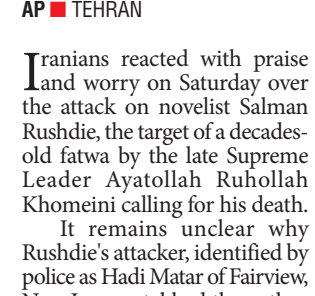 AP ■ TEHRAN
Iranians reacted with praise
and worry on Saturday over
the attack on novelist Salman
Rushdie, the target of a decades-
old fatwa by the late Supreme
Leader Ayatollah Ruhollah
Khomeini calling for his death.
It remains unclear why
Rushdie's attacker, identified by
police as Hadi Matar of Fairview,